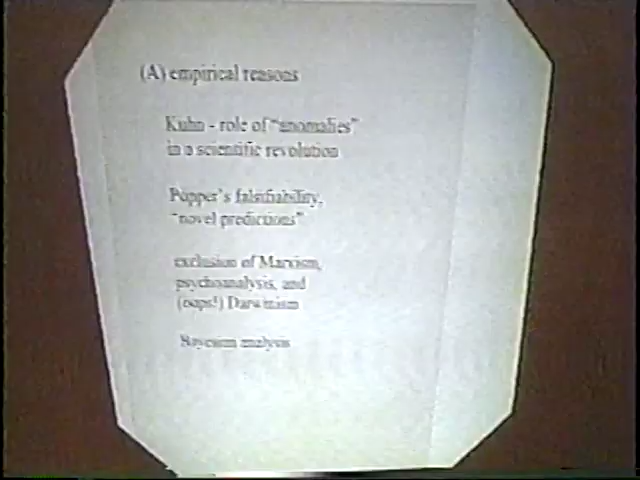 (A) empirical reasons
Kuhn - role of "anomalies"
in a scientific revolution
Popper's falsifiability,
"novel predictions"
exclusion of Marxism,
psychoanalysis, and
(oops!) Darwinism
Bayesian analysis